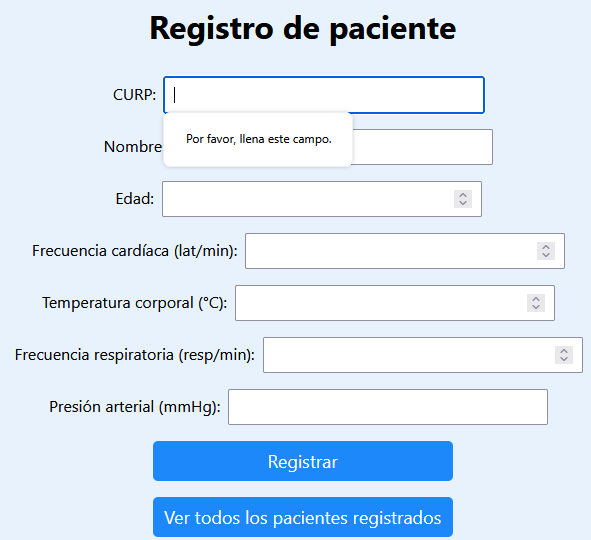 Registro de paciente
CURP:
Por favor, llena este campo.
Nombre
Edad:
Frecuencia cardíaca (lat/min):
Temperatura corporal (°C):
Frecuencia respiratoria (resp/min):
Presión arterial (mmHg):
Registrar
Ver todos los pacientes registrados